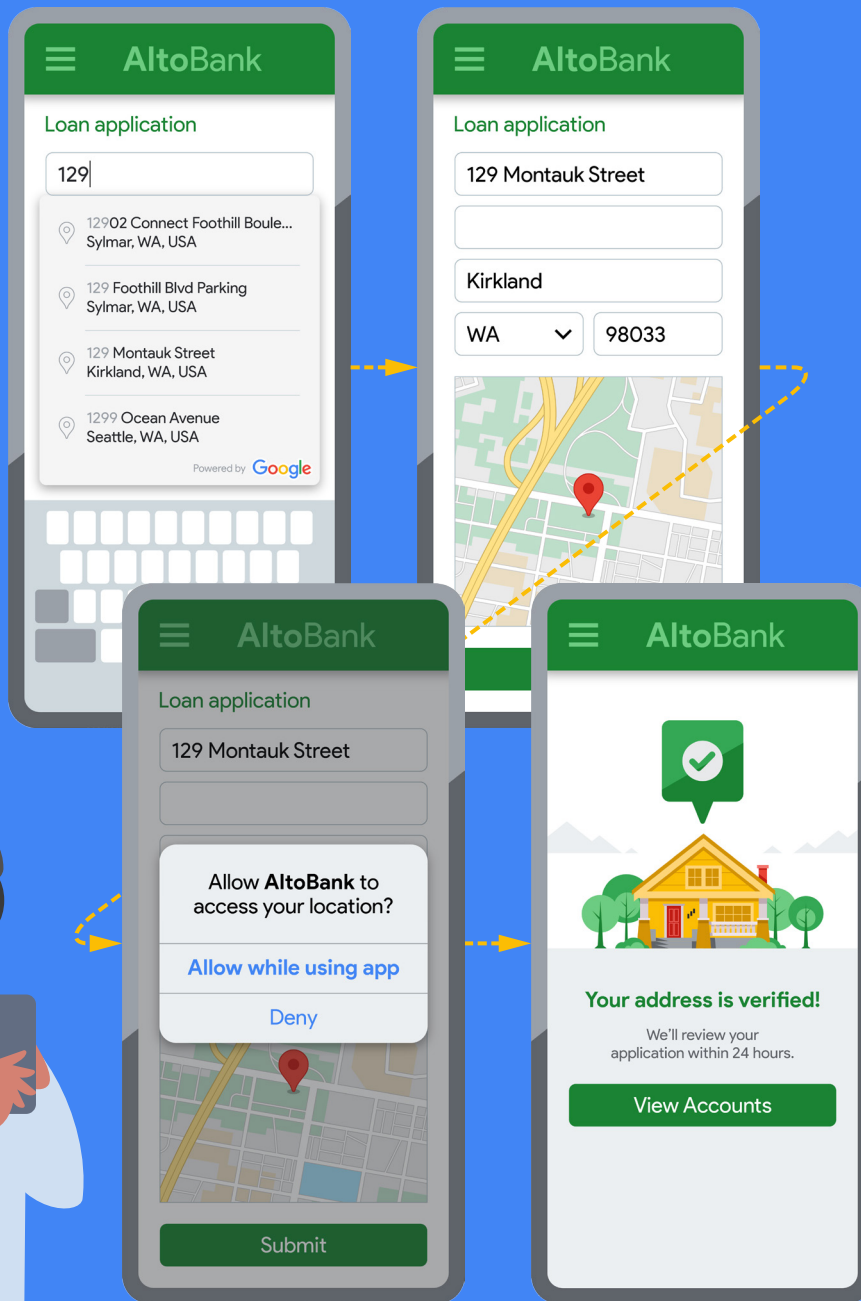 AltoBank
Loan application
129
12902 Connect Foothill Boule...
Sylmar, WA, USA
129 Foothill Blvd Parking
Sylmar, WA, USA
129 Montauk Street
Kirkland, WA, USA
1299 Ocean Avenue
Seattle, WA, USA
Powered by Google
AltoBank
Loan application
129 Montauk Street
Kirkland
WA 98033
AltoBank
Loan application
129 Montauk Street
Allow AltoBank to
access your location?
Allow while using app
Deny
Submit
AltoBank
Your address is verified!
We'll review your
application within 24 hours.
View Accounts